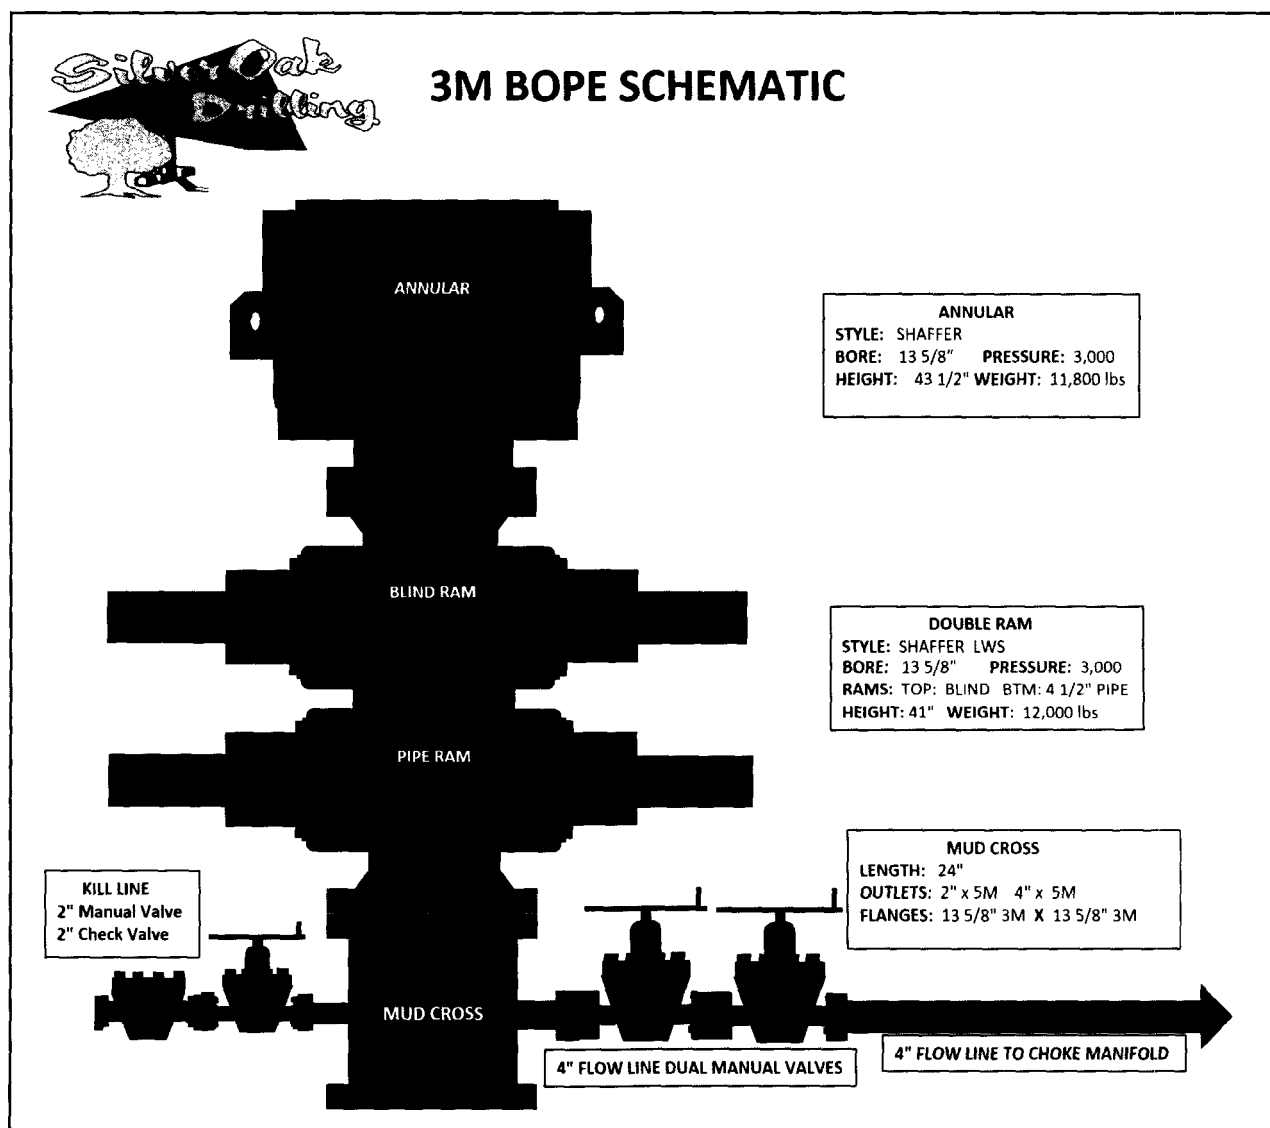 Silver Oak
Drilling
3M BOPE SCHEMATIC
ANNULAR
ANNULAR
STYLE: SHAFFER
BORE: 13 5/8" PRESSURE: 3,000
HEIGHT: 43 1/2" WEIGHT: 11,800 lbs
BLIND RAM
DOUBLE RAM
STYLE: SHAFFER LWS
BORE: 13 5/8" PRESSURE: 3,000
RAMS: TOP: BLIND BTM: 4 1/2" PIPE
HEIGHT: 41" WEIGHT: 12,000 lbs
PIPE RAM
MUD CROSS
LENGTH: 24"
OUTLETS: 2" x 5M 4" x 5M
FLANGES: 13 5/8" 3M X 13 5/8" 3M
KILL LINE
2" Manual Valve
2" Check Valve
MUD CROSS
4" FLOW LINE DUAL MANUAL VALVES
4" FLOW LINE TO CHOKE MANIFOLD